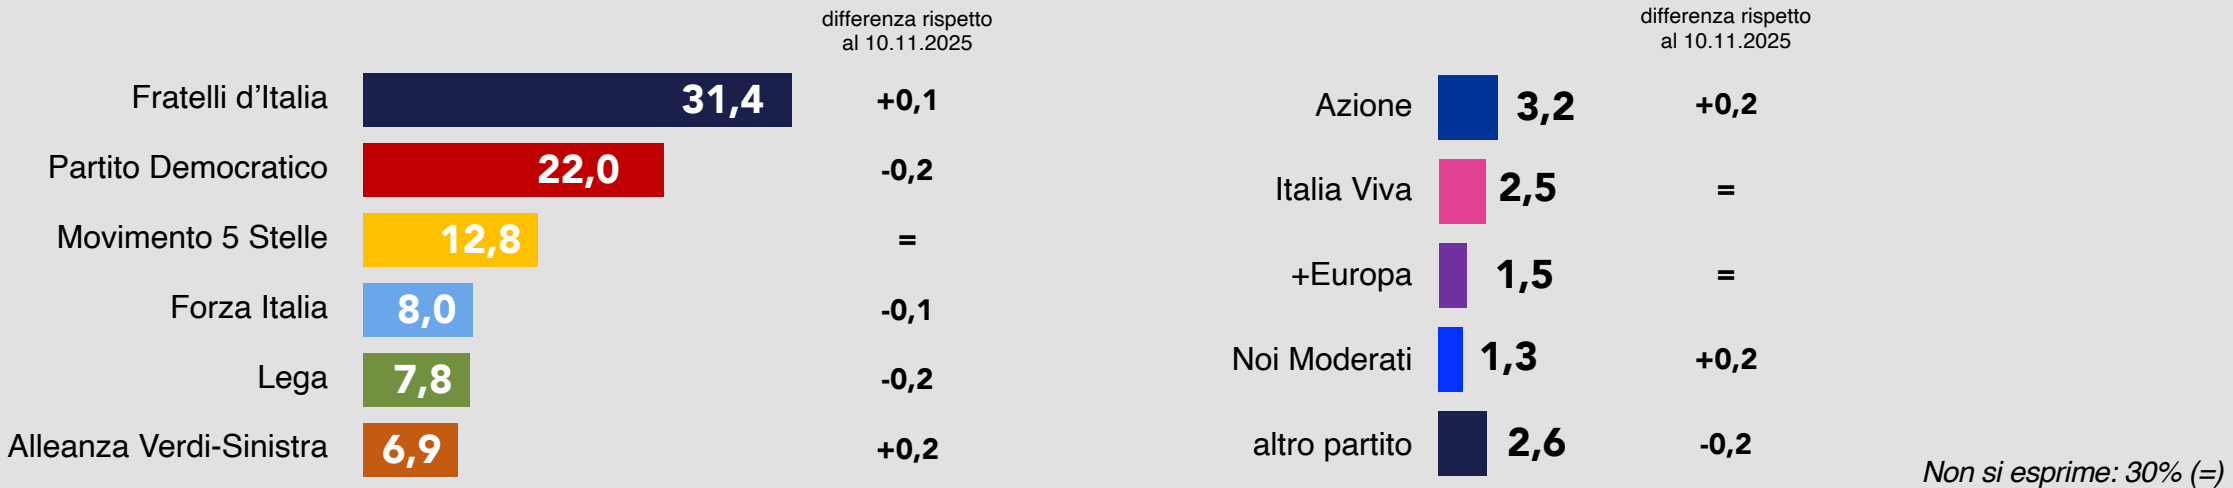 differenza rispetto
al 10.11.2025
Fratelli d’Italia 31,4 +0,1
Partito Democratico 22,0 -0,2
Movimento 5 Stelle 12,8 =
Forza Italia 8,0 -0,1
Lega 7,8 -0,2
Alleanza Verdi-Sinistra 6,9 +0,2
differenza rispetto
al 10.11.2025
Azione 3,2 +0,2
Italia Viva 2,5 =
+Europa 1,5 =
Noi Moderati 1,3 +0,2
altro partito 2,6 -0,2
Non si esprime: 30% (=)